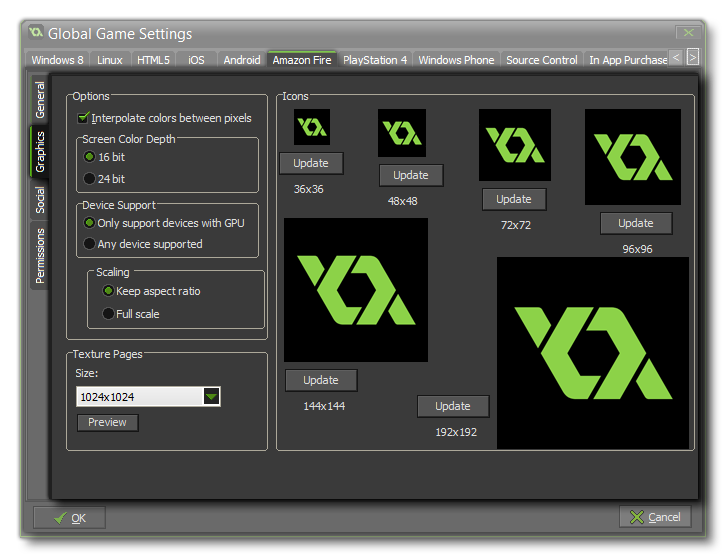 Global Game Settings
Windows 8 Linux HTML5 iOS Android Amazon Fire PlayStation 4 Windows Phone Source Control In App Purchase
General
Graphics
Social
Permissions
Options
Interpolate colors between pixels
Screen Color Depth
16 bit
24 bit
Device Support
Only support devices with GPU
Any device supported
Scaling
Keep aspect ratio
Full scale
Texture Pages
Size:
1024x1024
Preview
Icons
Update
36x36
Update
48x48
Update
72x72
Update
96x96
Update
144x144
Update
192x192
OK
Cancel